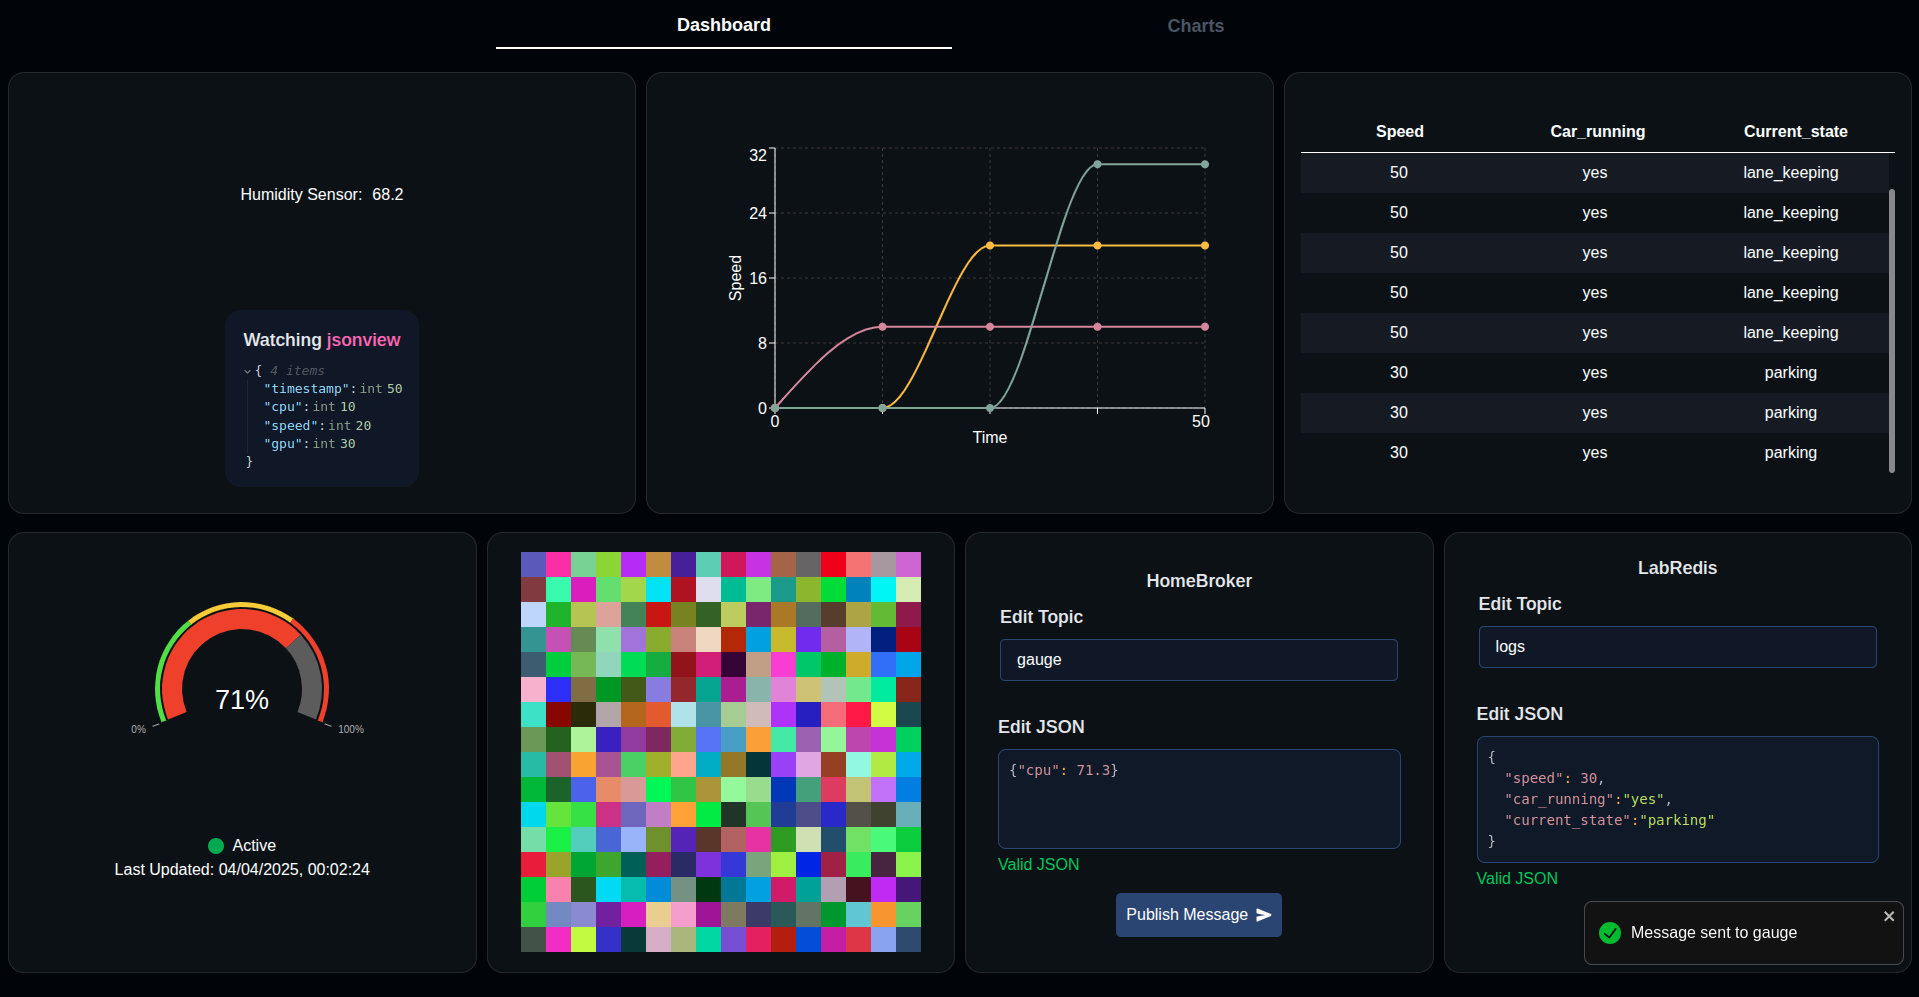 Dashboard
Charts
Humidity Sensor: 68.2
Watching jsonview
{ 4 items
"timestamp": int 50
"cpu": int 10
"speed": int 20
"gpu": int 30
}
32
24
16
8
0
Speed
0
50
Time
Speed Car_running Current_state
50 yes lane_keeping
50 yes lane_keeping
50 yes lane_keeping
50 yes lane_keeping
50 yes lane_keeping
30 yes parking
30 yes parking
30 yes parking
71%
0%
100%
Active
Last Updated: 04/04/2025, 00:02:24
HomeBroker
Edit Topic
gauge
Edit JSON
{"cpu": 71.3}
Valid JSON
Publish Message
LabRedis
Edit Topic
logs
Edit JSON
{
"speed": 30,
"car_running":"yes",
"current_state":"parking"
}
Valid JSON
Message sent to gauge